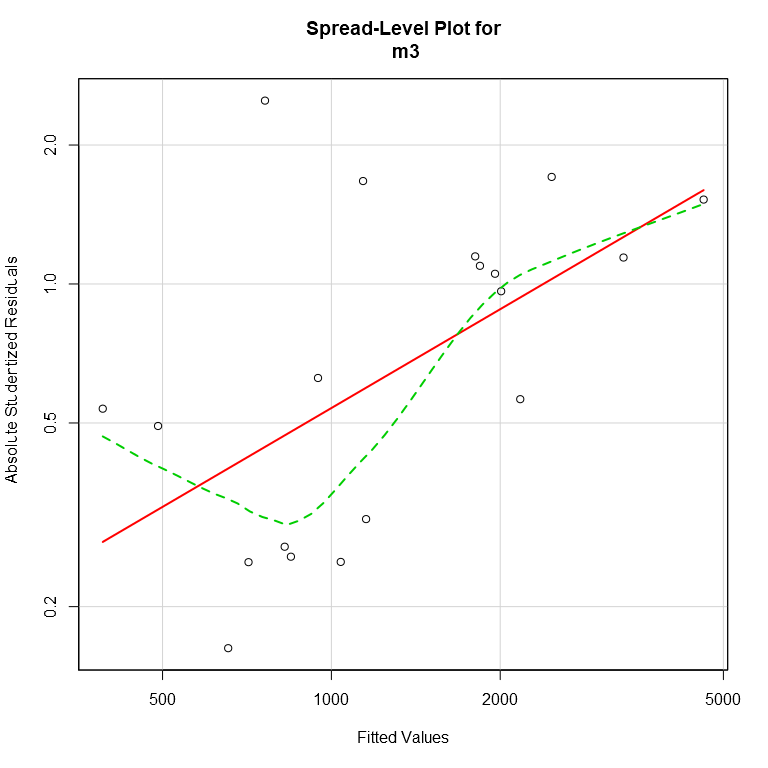 Spread-Level Plot for
m3
2.0
1.0
0.5
0.2
Absolute Studentized Residuals
500 1000 2000 5000
Fitted Values